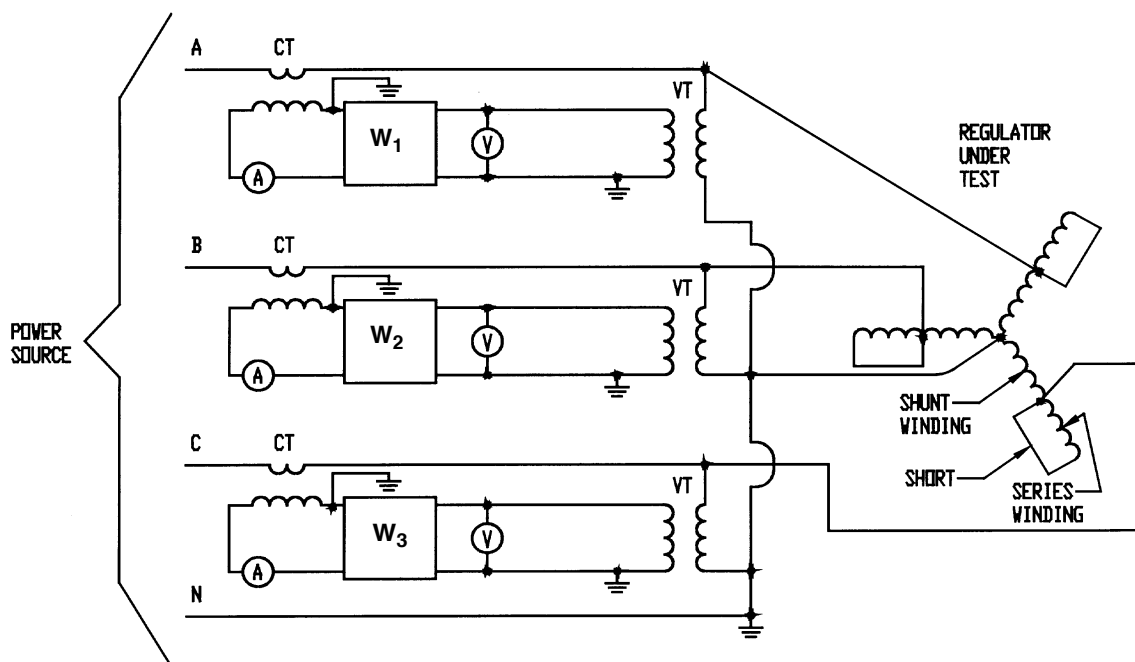 A
CT
VT
W1
V
A
REGULATOR
UNDER
TEST
B
CT
VT
W2
V
A
POWER
SOURCE
SHUNT
WINDING
C
CT
VT
SHORT
SERIES
WINDING
W3
V
A
N